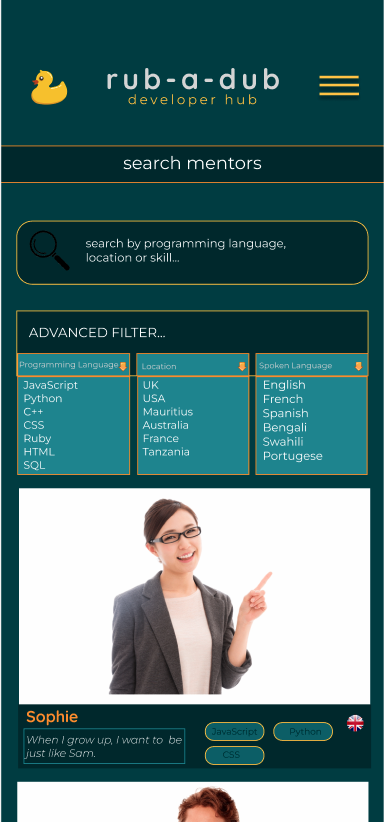 rub-a-dub
developer hub
search mentors
search by programming language,
location or skill...
ADVANCED FILTER...
Programming Language
Location
Spoken Language
JavaScript
Python
C++
CSS
Ruby
HTML
SQL
UK
USA
Mauritius
Australia
France
Tanzania
English
French
Spanish
Bengali
Swahili
Portugese
Sophie
When I grow up, I want to be
just like Sam.
JavaScript
Python
CSS